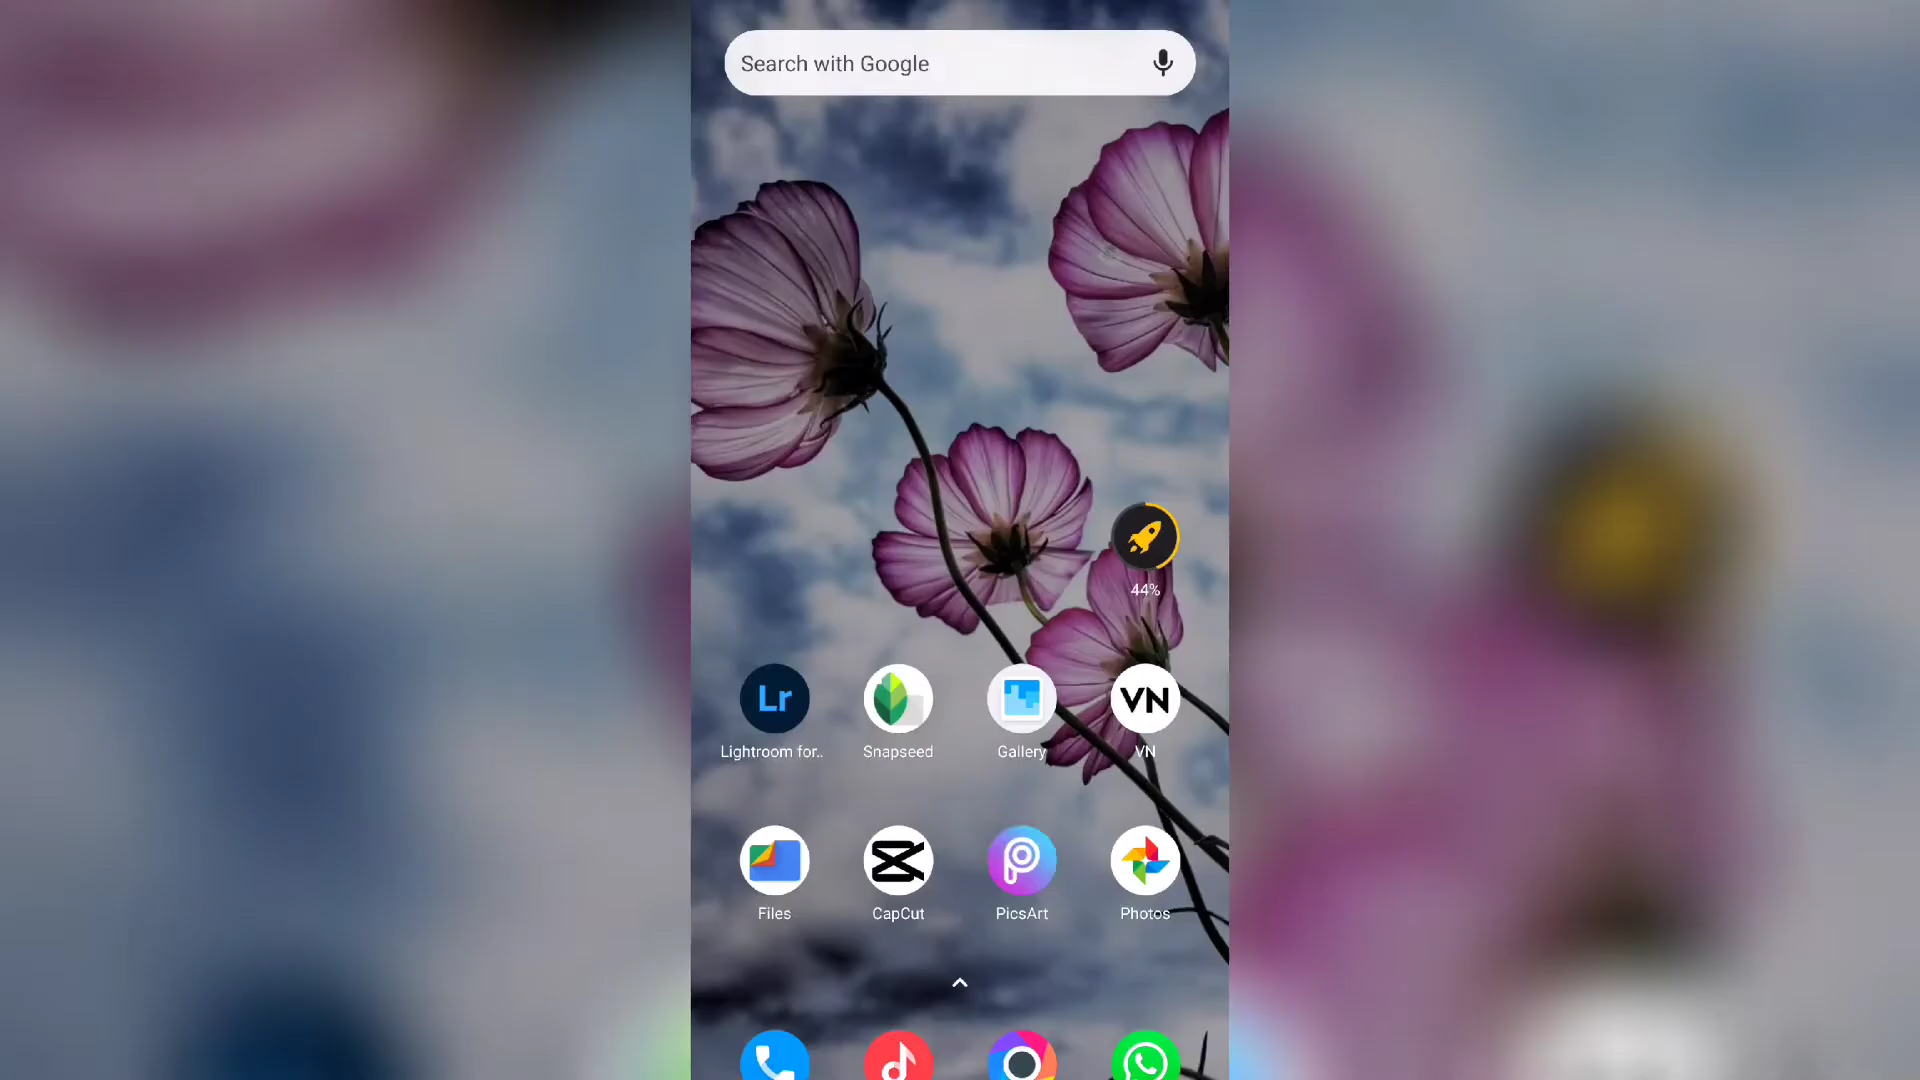 Search with Google
44%
Lr
VN
Lightroom for..
Snapseed
Gallery
VN
Files
CapCut
PicsArt
Photos